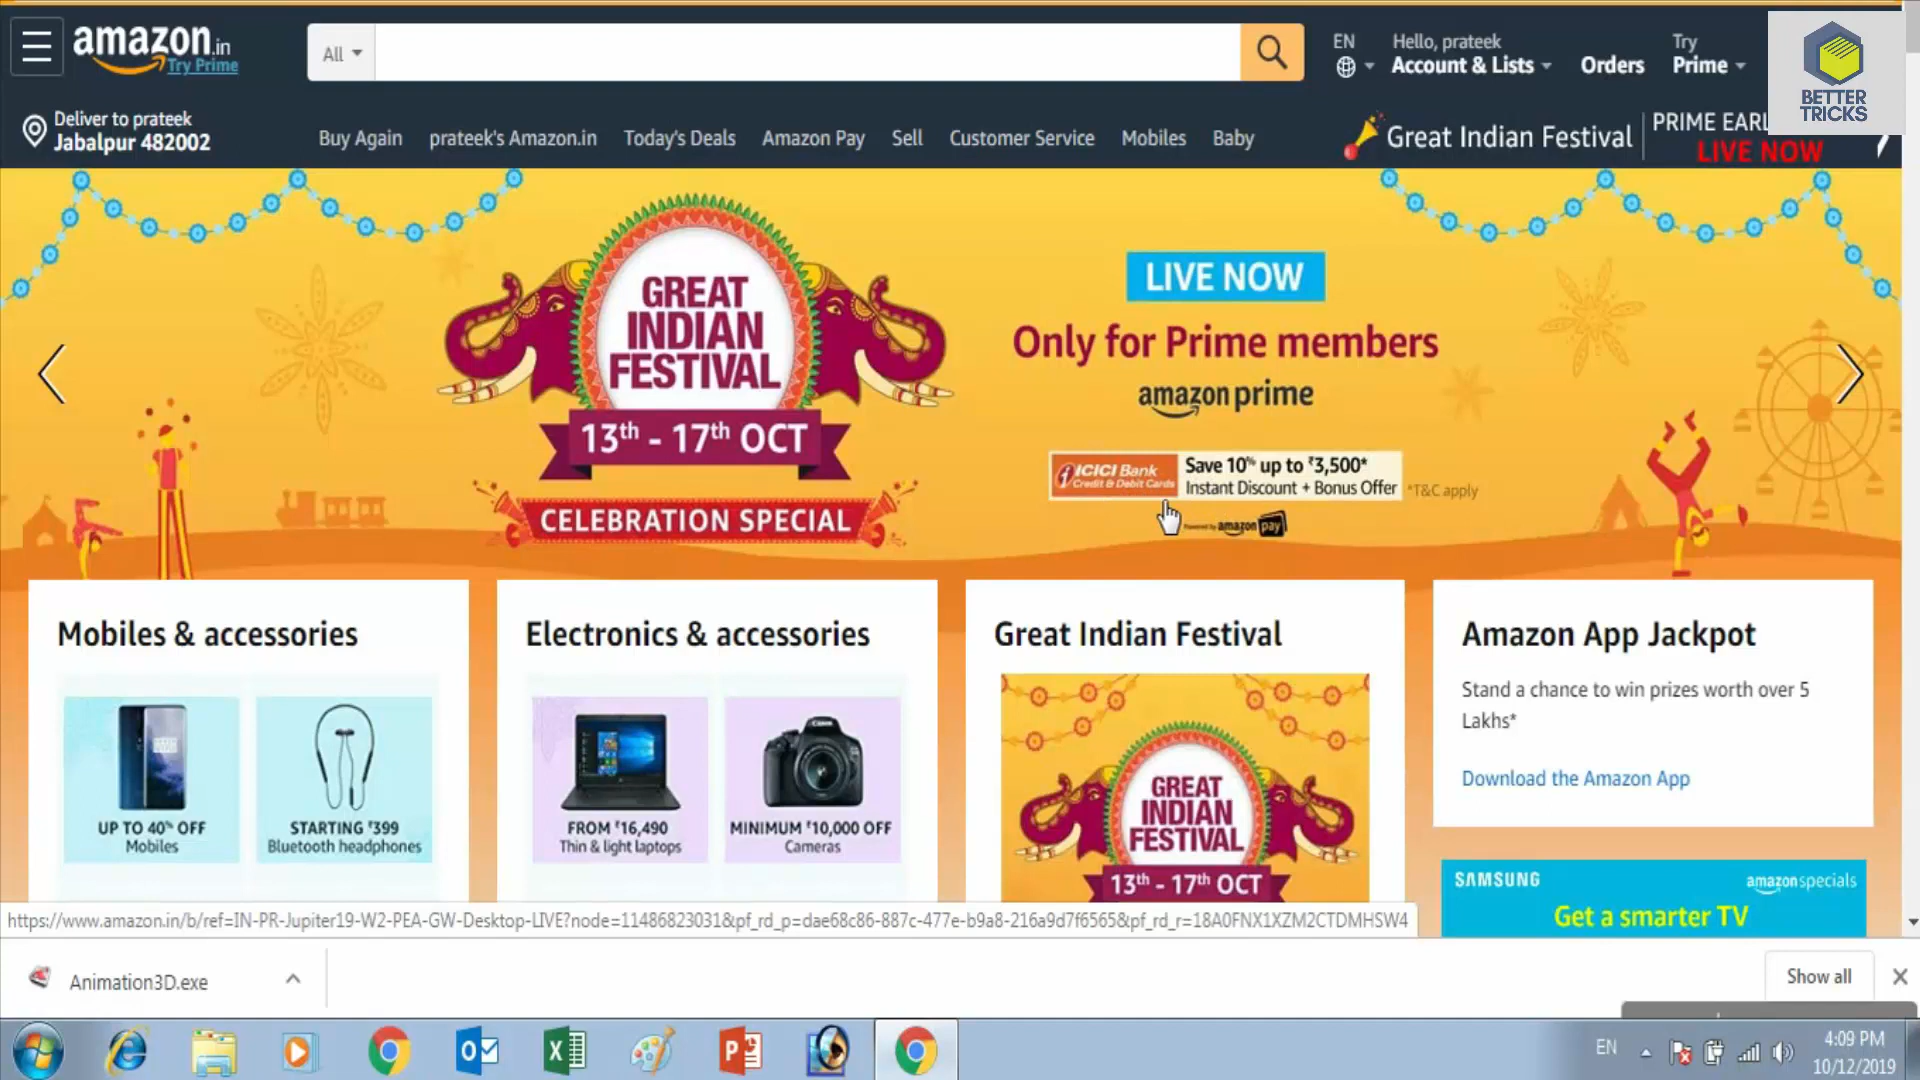 amazon.in
Try Prime
All
EN
Hello, prateek
Account & Lists
Orders
Try
Prime
BETTER
TRICKS
Deliver to prateek
Jabalpur 482002
Buy Again
prateek's Amazon.in
Today's Deals
Amazon Pay
Sell
Customer Service
Mobiles
Baby
Great Indian Festival
PRIME EARL
LIVE NOW
GREAT
INDIAN
FESTIVAL
13th - 17th OCT
CELEBRATION SPECIAL
LIVE NOW
Only for Prime members
amazon prime
ICICI Bank
Credit & Debit Cards
Save 10% up to ₹3,500*
Instant Discount + Bonus Offer
*T&C apply
Powered by amazon pay
Mobiles & accessories
UP TO 40% OFF
Mobiles
STARTING ₹399
Bluetooth headphones
Electronics & accessories
FROM ₹16,490
Thin & light laptops
Canon
MINIMUM ₹10,000 OFF
Cameras
Great Indian Festival
GREAT
INDIAN
FESTIVAL
13th - 17th OCT
Amazon App Jackpot
Stand a chance to win prizes worth over 5
Lakhs*
Download the Amazon App
SAMSUNG
amazon specials
Get a smarter TV
https://www.amazon.in/b/ref=IN-PR-Jupiter19-W2-PEA-GW-Desktop-LIVE?node=11486823031&pf_rd_p=dae68c86-887c-477e-b9a8-216a9d7f6565&pf_rd_r=18A0FNX1XZM2CTDMHSW4
Animation3D.exe
Show all
EN
4:09 PM
10/12/2019